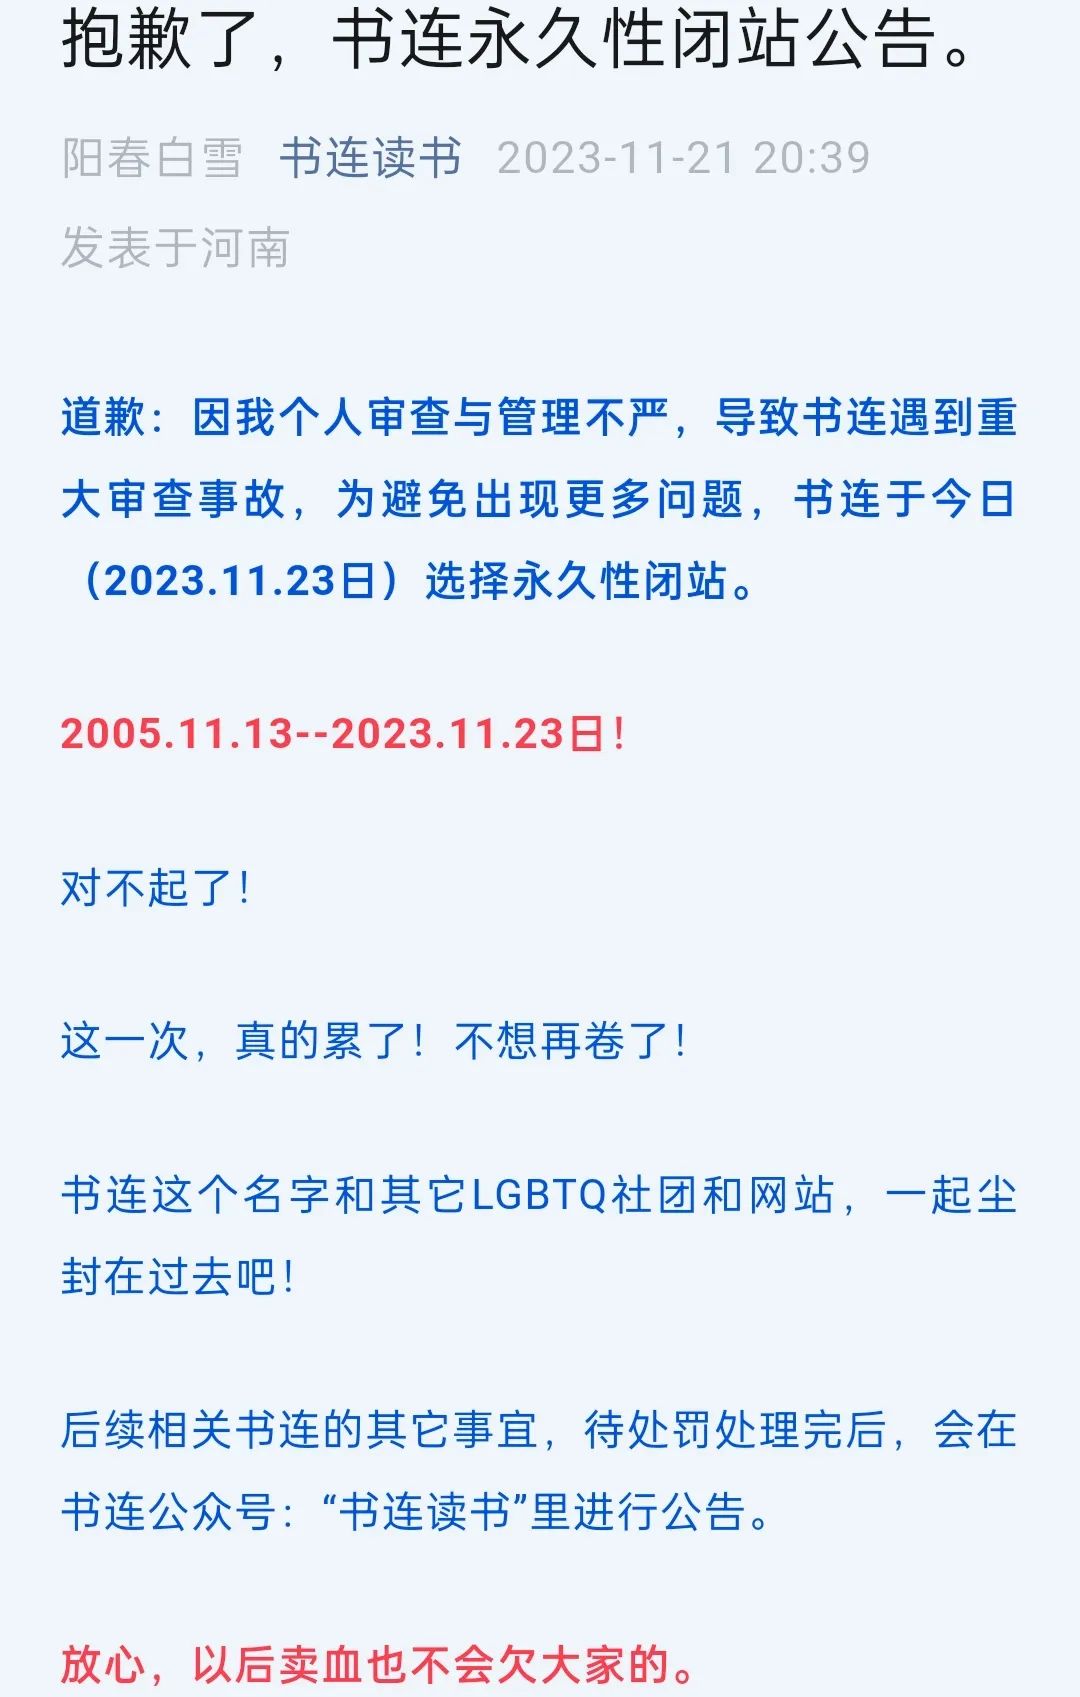 抱歉了，书连永久性闭站公告。
阳春白雪 书连读书 2023-11-21 20:39
发表于河南
道歉：因我个人审查与管理不严，导致书连遇到重
大审查事故，为避免出现更多问题，书连于今日
（2023.11.23日）选择永久性闭站。
2005.11.13--2023.11.23日！
对不起了！
这一次，真的累了！不想再卷了！
书连这个名字和其它LGBTQ社团和网站，一起尘
封在过去吧！
后续相关书连的其它事宜，待处罚处理完后，会在
书连公众号：“书连读书”里进行公告。
放心，以后卖血也不会欠大家的。